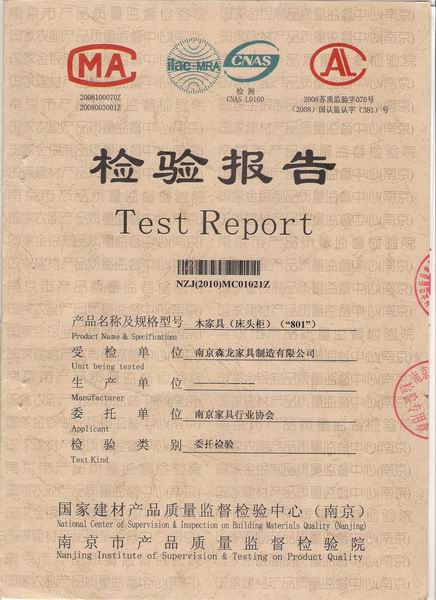 MA
ilac-MRA
CNAS
AL
2008100070Z
2008003001Z
检测
CNAS L0160
2008苏质监验字070号
(2008) 国认监认字 (381) 号
检验报告
Test Report
NZJ(2010)MC01021Z
产品名称及规格型号 木家具（床头柜）（“801”）
Product Name & Specifications
受检单位 南京森龙家具制造有限公司
Unit being tested
生产单位 ————————
Manufacturer
委托单位 南京家具行业协会
Applicant
检验类别 委托检验
Test Kind
国家建材产品质量监督检验中心（南京）
National Center of Supervision & Inspection on Building Materials Quality (Nanjing)
南京市产品质量监督检验院
Nanjing Institute of Supervision & Testing on Product Quality